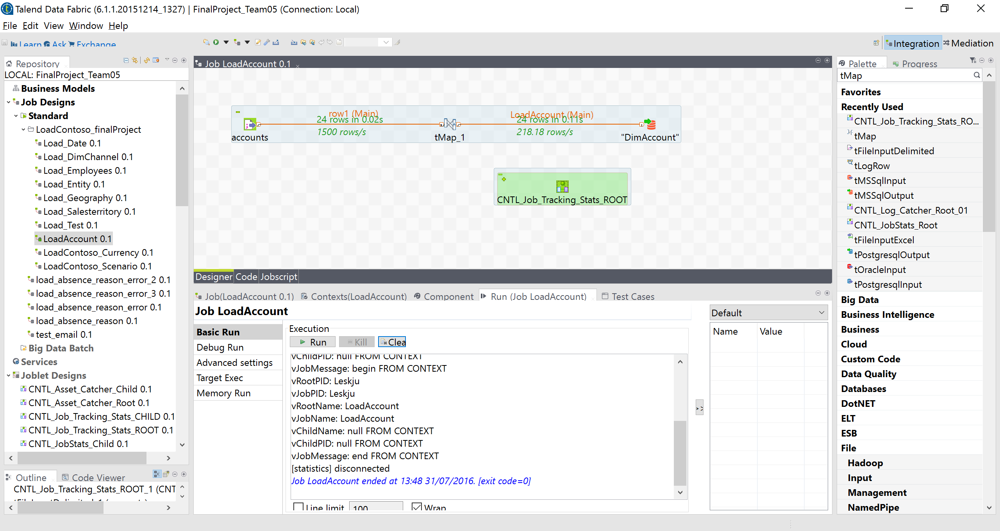 Talend Data Fabric (6.1.1.20151214_1327) | FinalProject_Team05 (Connection: Local)
File Edit View Window Help
Learn Ask Exchange
Integration Mediation
Repository
LOCAL: FinalProject_Team05
Business Models
Job Designs
Standard
LoadContoso_finalProject
Load_Date 0.1
Load_DimChannel 0.1
Load_Employees 0.1
Load_Entity 0.1
Load_Geography 0.1
Load_Salesterritory 0.1
Load_Test 0.1
LoadAccount 0.1
LoadContoso_Currency 0.1
LoadContoso_Scenario 0.1
load_absence_reason_error_2 0.1
load_absence_reason_error_3 0.1
load_absence_reason_error 0.1
load_absence_reason 0.1
test_email 0.1
Big Data Batch
Services
Joblet Designs
CNTL_Asset_Catcher_Child 0.1
CNTL_Asset_Catcher_Root 0.1
CNTL_Job_Tracking_Stats_CHILD 0.1
CNTL_Job_Tracking_Stats_ROOT 0.1
CNTL_JobStats_Child 0.1
Outline Code Viewer
CNTL_Job_Tracking_Stats_ROOT_1 (CNT
Job LoadAccount 0.1
row1 (Main)
24 rows in 0.02s
1500 rows/s
LoadAccount (Main)
24 rows in 0.11s
218.18 rows/s
accounts
tMap_1
"DimAccount"
CNTL_Job_Tracking_Stats_ROOT
Designer Code Jobscript
Job(LoadAccount 0.1) Contexts(LoadAccount) Component Run (Job LoadAccount) Test Cases
Job LoadAccount
Basic Run
Debug Run
Advanced settings
Target Exec
Memory Run
Execution
Run Kill Clea
vChildPID: null FROM CONTEXT
vJobMessage: begin FROM CONTEXT
vRootPID: Leskju
vJobPID: Leskju
vRootName: LoadAccount
vJobName: LoadAccount
vChildName: null FROM CONTEXT
vChildPID: null FROM CONTEXT
vJobMessage: end FROM CONTEXT
[statistics] disconnected
Job LoadAccount ended at 13:48 31/07/2016. [exit code=0]
Line limit 100 Wrap
Default
Name Value
Palette Progress
tMap
Favorites
Recently Used
CNTL_Job_Tracking_Stats_RO...
tMap
tFileInputDelimited
tLogRow
tMSSqlInput
tMSSqlOutput
CNTL_Log_Catcher_Root_01
CNTL_JobStats_Root
tFileInputExcel
tPostgresqlOutput
tOracleInput
tPostgresqlInput
Big Data
Business Intelligence
Business
Cloud
Custom Code
Data Quality
Databases
DotNET
ELT
ESB
File
Hadoop
Input
Management
NamedPipe